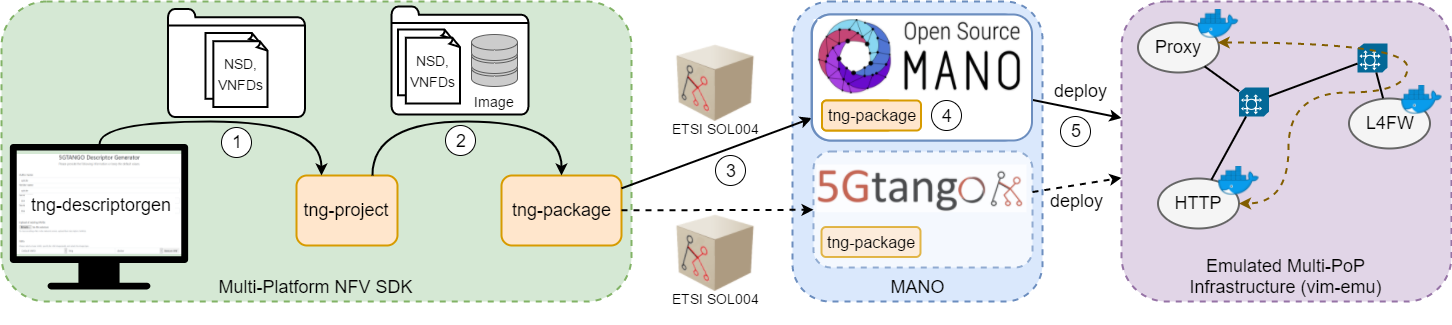 NSD,
VNFDs
1
5GTANGO Descriptor Generator
tng-descriptorgen
tng-project
NSD,
VNFDs
Image
2
tng-package
Multi-Platform NFV SDK
ETSI SOL004
3
ETSI SOL004
Open Source
MANO
tng-package
4
5Gtango
tng-package
MANO
deploy
5
deploy
Proxy
L4FW
HTTP
Emulated Multi-PoP
Infrastructure (vim-emu)